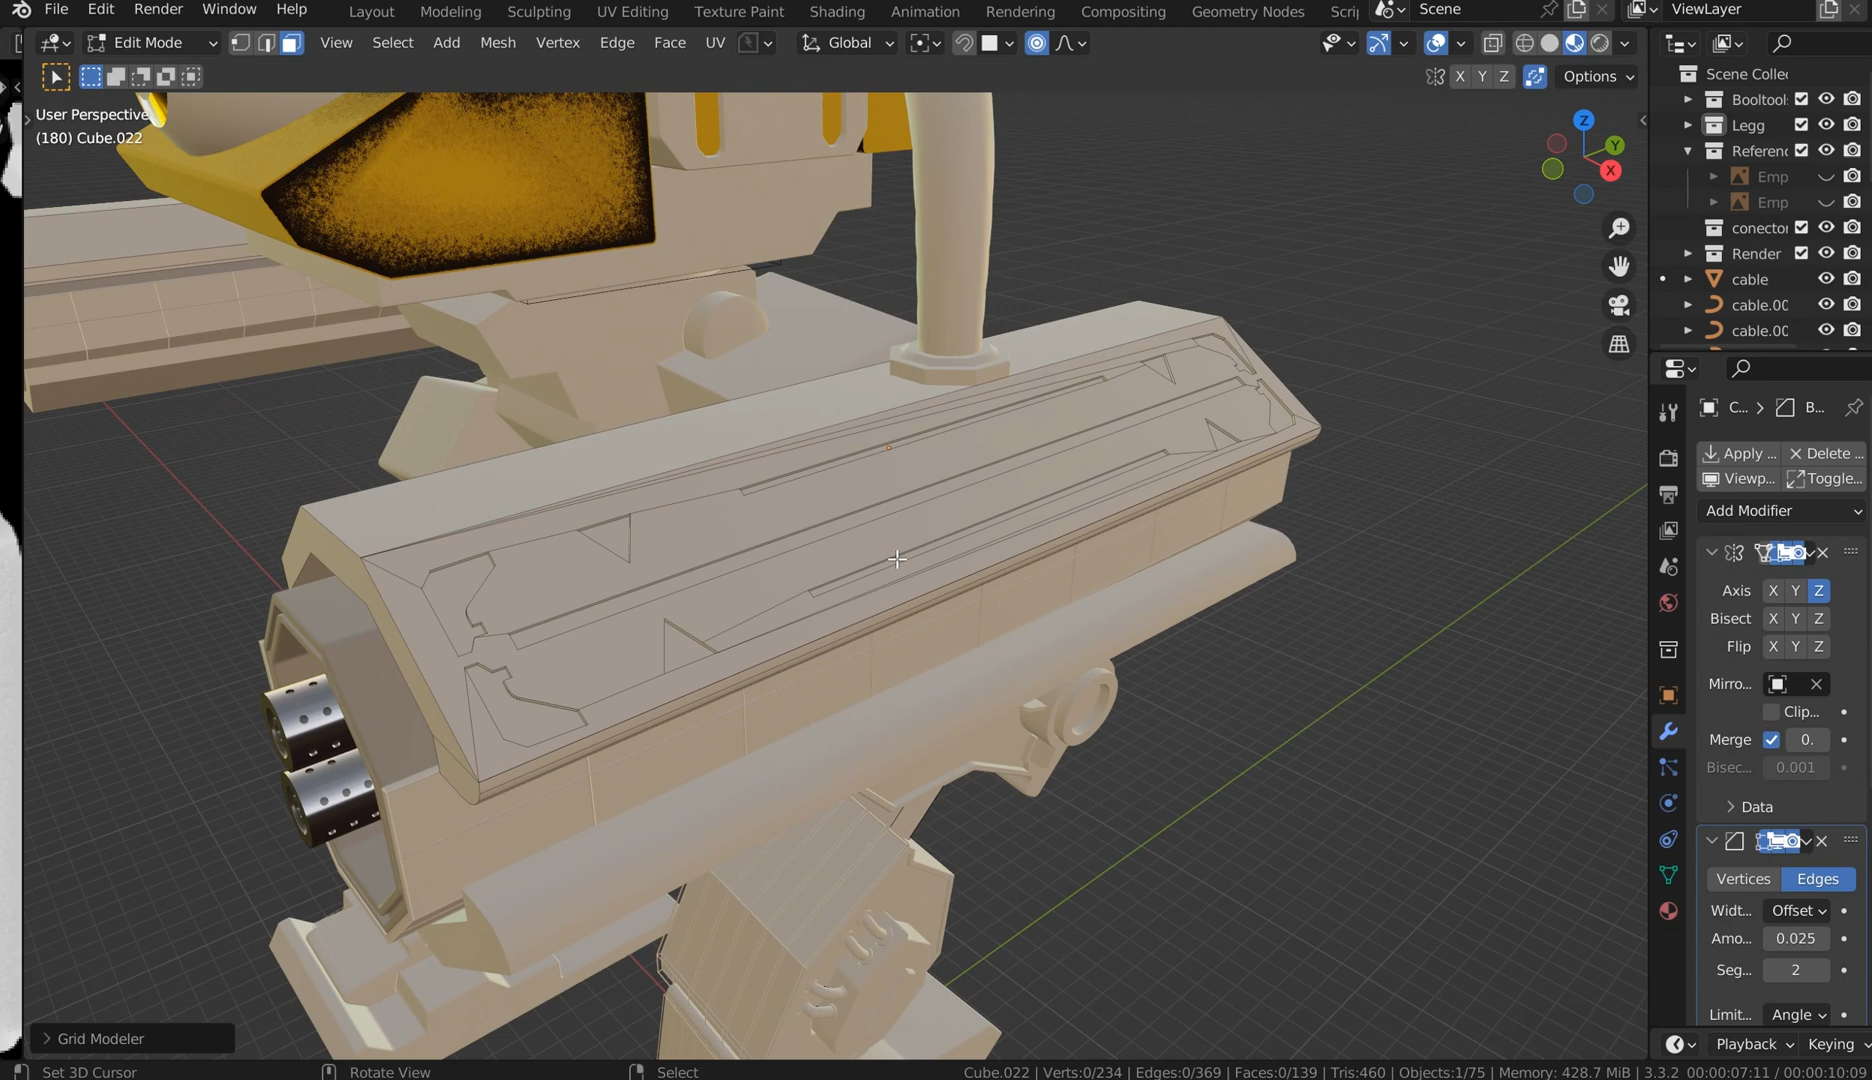 File Edit Render Window Help Layout Modeling Sculpting UV Editing Texture Paint Shading Animation Rendering Compositing Geometry Nodes Scrip Scene ViewLayer
Edit Mode View Select Add Mesh Vertex Edge Face UV Global
X Y Z Options
User Perspective
(180) Cube.022
Z
Y
X
Scene Collec
Booltool
Legg
Referenc
Emp
Emp
conector
Render
cable
cable.00
cable.00
C... B...
Apply ... Delete ...
Viewp... Toggle...
Add Modifier
Axis X Y Z
Bisect X Y Z
Flip X Y Z
Mirro...
Clip...
Merge 0.
Bisec... 0.001
Data
Vertices Edges
Widt... Offset
Amo... 0.025
Seg... 2
Limit... Angle
Grid Modeler
Playback Keying
Set 3D Cursor Rotate View Select Cube.022 | Verts:0/234 | Edges:0/369 | Faces:0/139 | Tris:460 | Objects:1/75 | Memory: 428.7 MiB | 3.3.2 00:00:07:11 / 00:00:10:09